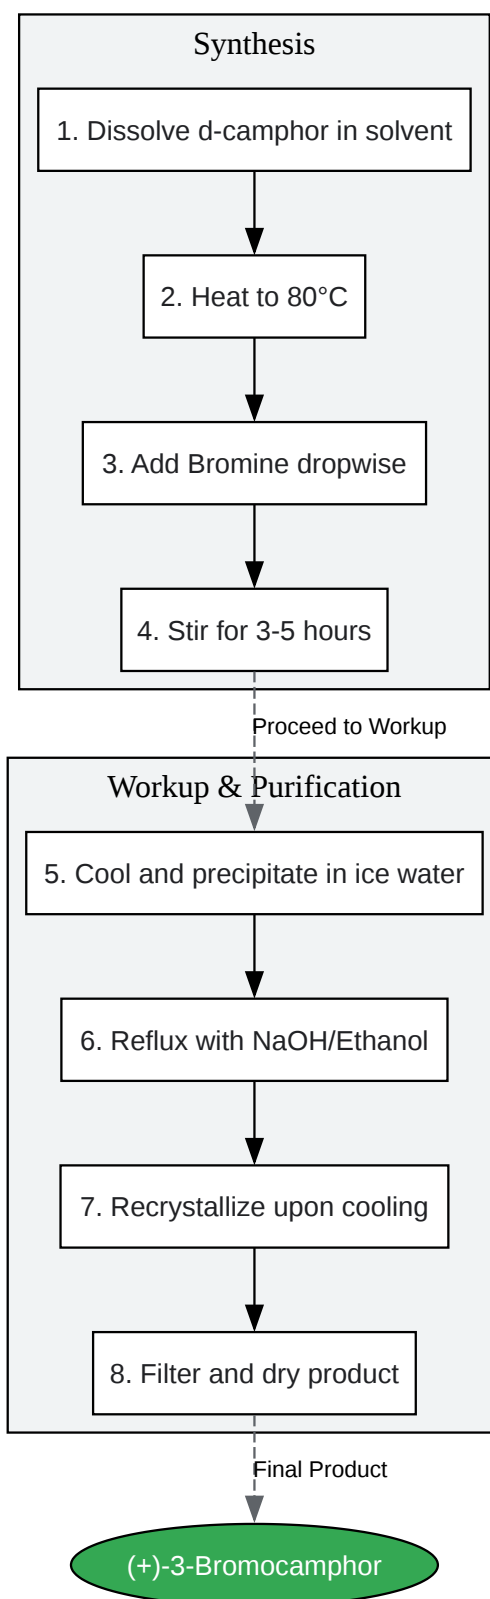 Synthesis
1. Dissolve d-camphor in solvent
2. Heat to 80°C
3. Add Bromine dropwise
4. Stir for 3-5 hours
Proceed to Workup
Workup & Purification
5. Cool and precipitate in ice water
6. Reflux with NaOH/Ethanol
7. Recrystallize upon cooling
8. Filter and dry product
Final Product
(+)-3-Bromocamphor